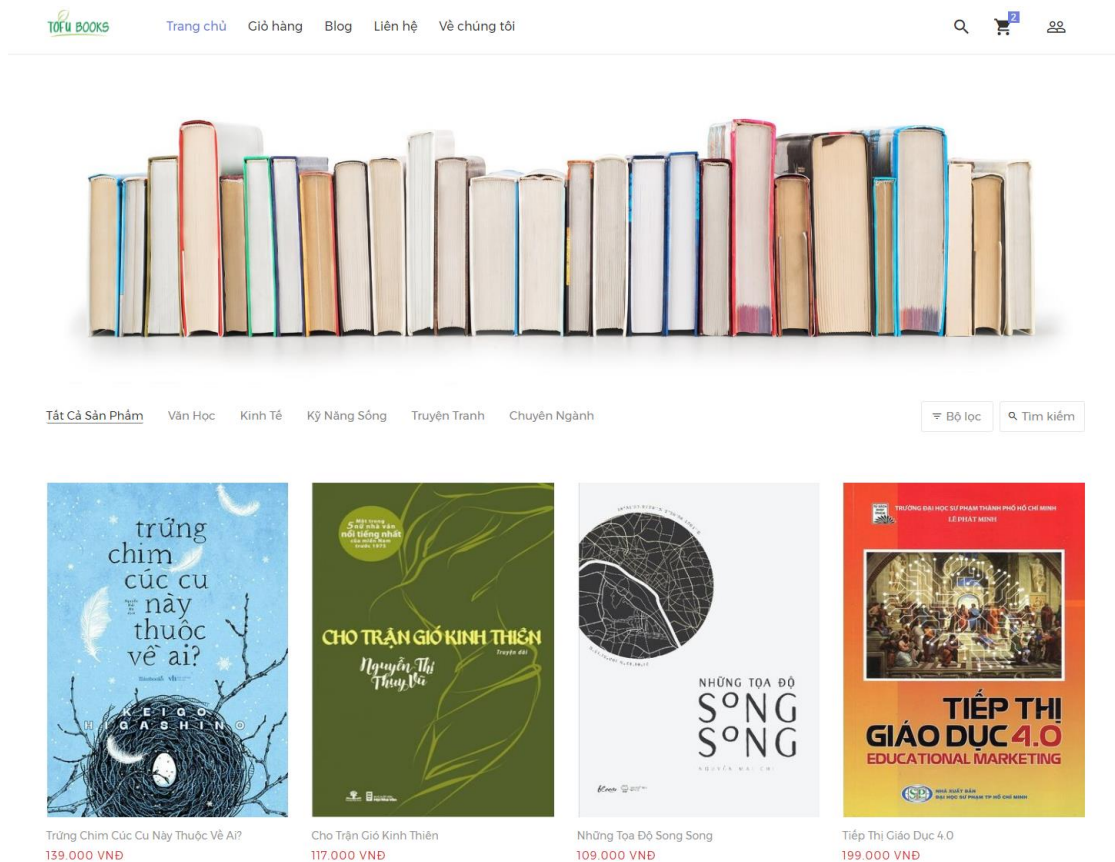 TOFU BOOKS
Trang chủ
Giỏ hàng
Blog
Liên hệ
Về chúng tôi
2
Tất Cả Sản Phẩm
Văn Học
Kinh Tế
Kỹ Năng Sống
Truyện Tranh
Chuyên Ngành
Bộ lọc
Tìm kiếm
trứng
chim
cúc cu
này
thuộc
về ai?
KEIGO
HIGASHINO
Trứng Chim Cúc Cu Này Thuộc Về Ai?
139.000 VNĐ
Một trong
5 nữ nhà văn
nổi tiếng nhất
của miền Nam
trước 1975
CHO TRẬN GIÓ KINH THIÊN
Truyện dài
Nguyễn Thị
Thụy Vũ
Cho Trận Gió Kinh Thiên
117.000 VNĐ
NHỮNG TỌA ĐỘ
SONG
SONG
Những Tọa Độ Song Song
109.000 VNĐ
TRƯỜNG ĐẠI HỌC SƯ PHẠM THÀNH PHỐ HỒ CHÍ MINH
LÊ PHÁT MINH
TIẾP THỊ
GIÁO DỤC 4.0
EDUCATIONAL MARKETING
NHÀ XUẤT BẢN
ĐẠI HỌC SƯ PHẠM TP HỒ CHÍ MINH
Tiếp Thị Giáo Dục 4.0
199.000 VNĐ